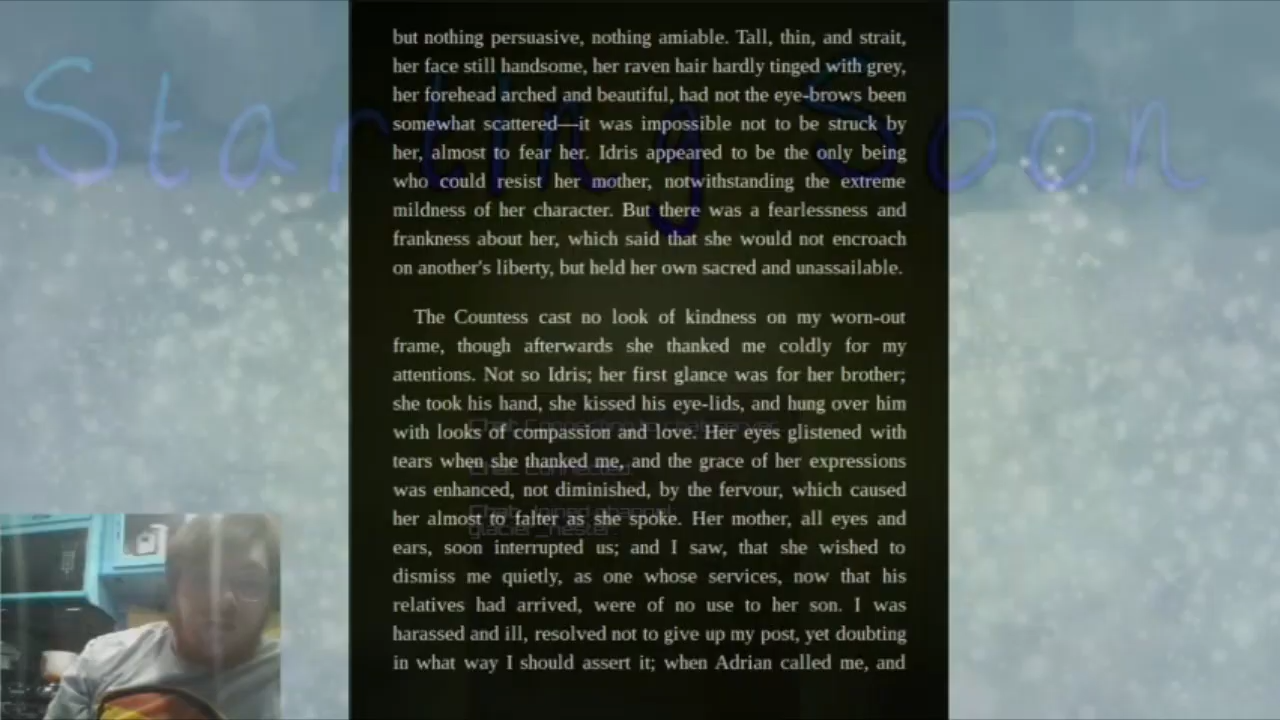 Starting Soon
but nothing persuasive, nothing amiable. Tall, thin, and strait,
her face still handsome, her raven hair hardly tinged with grey,
her forehead arched and beautiful, had not the eye-brows been
somewhat scattered—it was impossible not to be struck by
her, almost to fear her. Idris appeared to be the only being
who could resist her mother, notwithstanding the extreme
mildness of her character. But there was a fearlessness and
frankness about her, which said that she would not encroach
on another's liberty, but held her own sacred and unassailable.
The Countess cast no look of kindness on my worn-out
frame, though afterwards she thanked me coldly for my
attentions. Not so Idris; her first glance was for her brother;
she took his hand, she kissed his eye-lids, and hung over him
with looks of compassion and love. Her eyes glistened with
tears when she thanked me, and the grace of her expressions
was enhanced, not diminished, by the fervour, which caused
her almost to falter as she spoke. Her mother, all eyes and
ears, soon interrupted us; and I saw, that she wished to
dismiss me quietly, as one whose services, now that his
relatives had arrived, were of no use to her son. I was
harassed and ill, resolved not to give up my post, yet doubting
in what way I should assert it; when Adrian called me, and